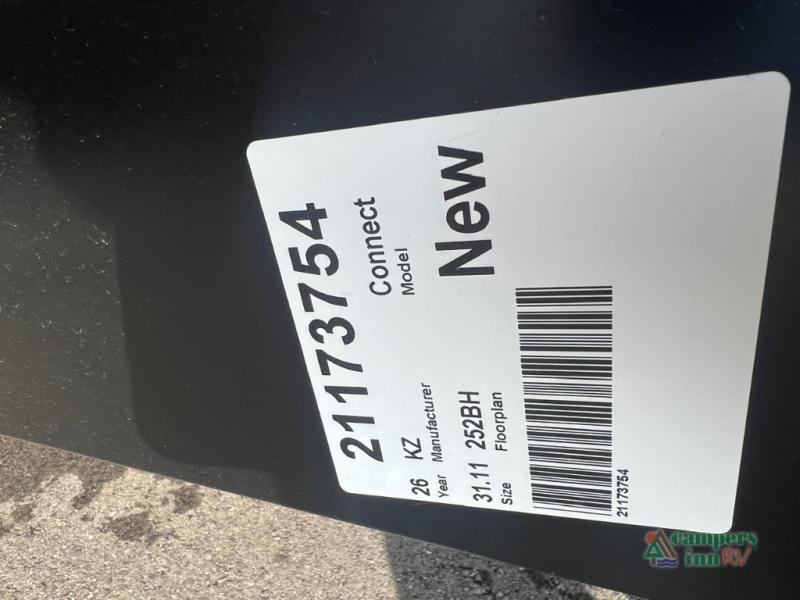 21173754
26 KZ Connect
Year Manufacturer Model
31.11 252BH New
Size Floorplan
21173754
campers
inn RV